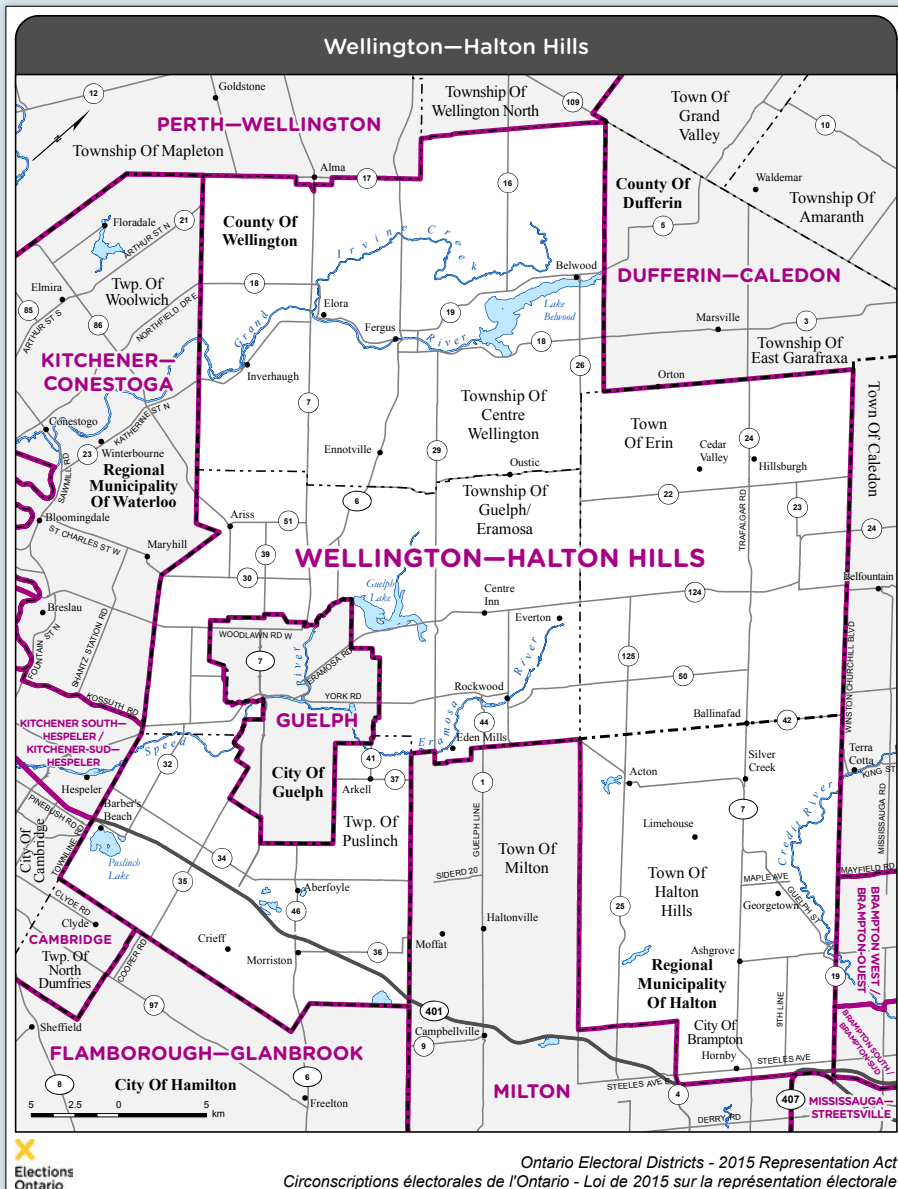 Wellington—Halton Hills
12
Goldstone
Township Of
Wellington North
109
Town Of
Grand
Valley
10
PERTH—WELLINGTON
Township Of Mapleton
N
Alma
17
16
County Of
Dufferin
Waldemar
Township Of
Amaranth
5
Floradale
21
ARTHUR ST N
County Of
Wellington
Irvine Creek
Belwood
DUFFERIN—CALEDON
Elmira
Twp. Of
Woolwich
18
Elora
19
Lake
Belwood
85
86
ARTHUR ST S
NORTHFIELD DR E
Grand River
Fergus
18
Marsville
3
Township Of
East Garafraxa
KITCHENER—
CONESTOGA
Inverhaugh
26
Orton
7
Township Of
Centre
Wellington
Town
Of Erin
Town Of Caledon
Conestogo
KATHERINE ST N
23
Winterbourne
SAWMILL RD
Regional
Municipality
Of Waterloo
Ennotville
29
Cedar
Valley
24
Hillsburgh
Oustic
6
Township Of
Guelph/
Eramosa
22
23
TRAFALGAR RD
Bloomingdale
ST CHARLES ST W
Ariss
51
24
Maryhill
39
WELLINGTON—HALTON HILLS
30
Guelph
Lake
Centre
Inn
124
Belfountain
Breslau
FOUNTAIN ST N
SHANTZ STATION RD
WOODLAWN RD W
Everton
7
River
ERAMOSA RD
125
WINSTON CHURCHILL BLVD
50
KOSSUTH RD
YORK RD
Rockwood
GUELPH
44
Ballinafad
42
KITCHENER SOUTH—
HESPELER /
KITCHENER-SUD—
HESPELER
Speed
Eramosa River
Eden Mills
32
City Of
Guelph
41
37
Arkell
1
Acton
Silver
Creek
Terra
Cotta
KING ST
Hespeler
PINEBUSH RD
Barber's
Beach
7
Credit River
MISSISSAUGA RD
City Of
Cambridge
TOWNLINE RD
Puslinch
Lake
Twp. Of
Puslinch
GUELPH LINE
Town Of
Milton
Limehouse
34
SIDERD 20
Town Of
Halton
Hills
MAPLE AVE
MAYFIELD RD
35
CLYDE RD
Aberfoyle
Georgetown
GUELPH ST
BRAMPTON WEST /
BRAMPTON-OUEST
Clyde
46
25
Haltonville
CAMBRIDGE
Twp. Of
North
Dumfries
COOPER RD
Crieff
Morriston
36
Moffat
Ashgrove
Regional
Municipality
Of Halton
19
97
9TH LINE
401
Sheffield
City Of
Brampton
BRAMPTON SOUTH /
BRAMPTON-SUD
FLAMBOROUGH—GLANBROOK
9
Campbellville
Hornby
STEELES AVE
8
City Of Hamilton
6
MILTON
STEELES AVE E
4
407
MISSISSAUGA—
STREETSVILLE
Freelton
DERRY RD
5 2.5 0 5
km
Elections
Ontario
Ontario Electoral Districts - 2015 Representation Act
Circonscriptions électorales de l'Ontario - Loi de 2015 sur la représentation électorale